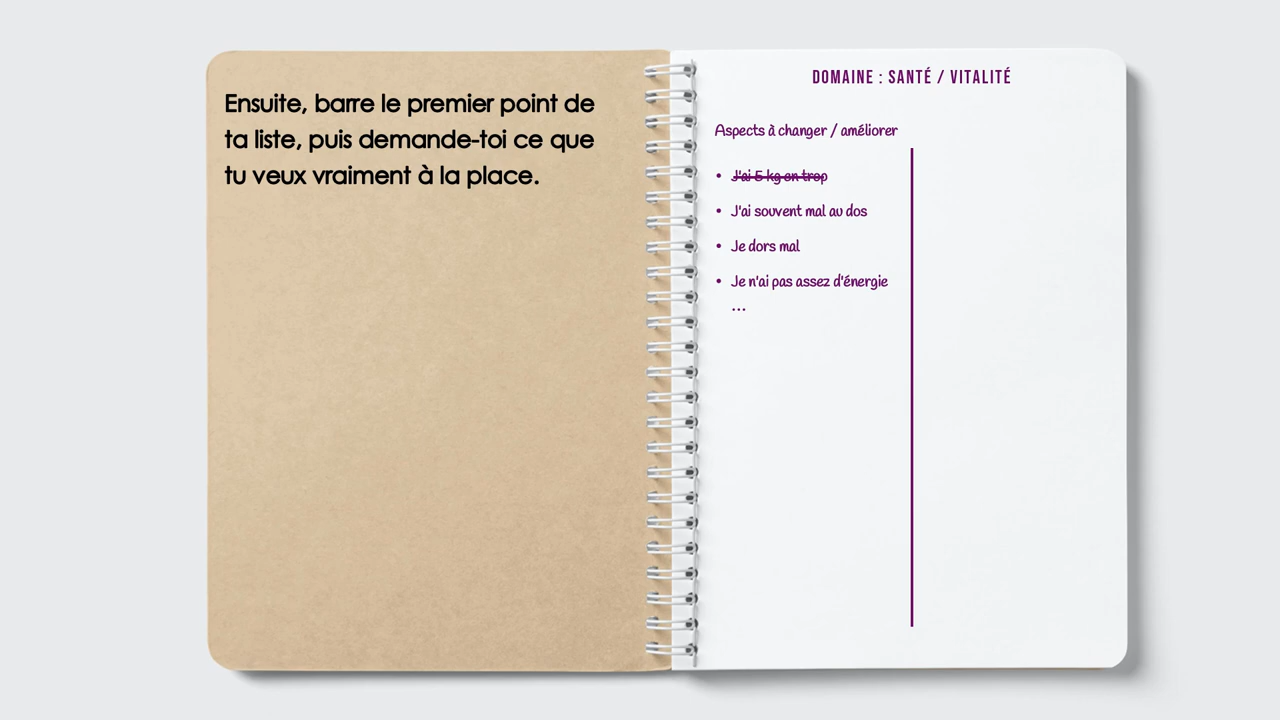 Ensuite, barre le premier point de
ta liste, puis demande-toi ce que
tu veux vraiment à la place.
DOMAINE : SANTÉ / VITALITÉ
Aspects à changer / améliorer
• J'ai 5 kg en trop
• J'ai souvent mal au dos
• Je dors mal
• Je n'ai pas assez d'énergie
...